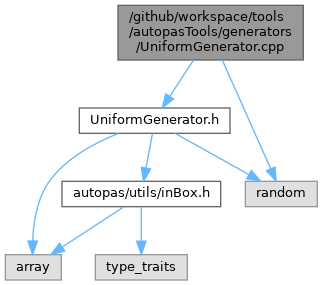 /github/workspace/tools
/autopasTools/generators
/UniformGenerator.cpp
UniformGenerator.h
autopas/utils/inBox.h
random
array
type_traits